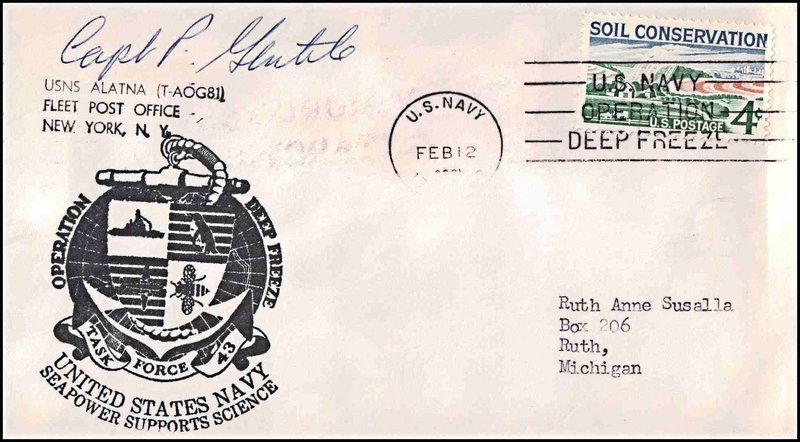 Capt P. Gentile
USNS ALATNA (T-AOG81)
FLEET POST OFFICE
NEW YORK, N. Y.
SOIL CONSERVATION
U.S. POSTAGE 4¢
U.S. NAVY
OPERATION
DEEP FREEZE
U.S. NAVY
FEB 12
OPERATION DEEP FREEZE
TASK FORCE 43
UNITED STATES NAVY
SEAPOWER SUPPORTS SCIENCE
Ruth Anne Susalla
Box 206
Ruth,
Michigan